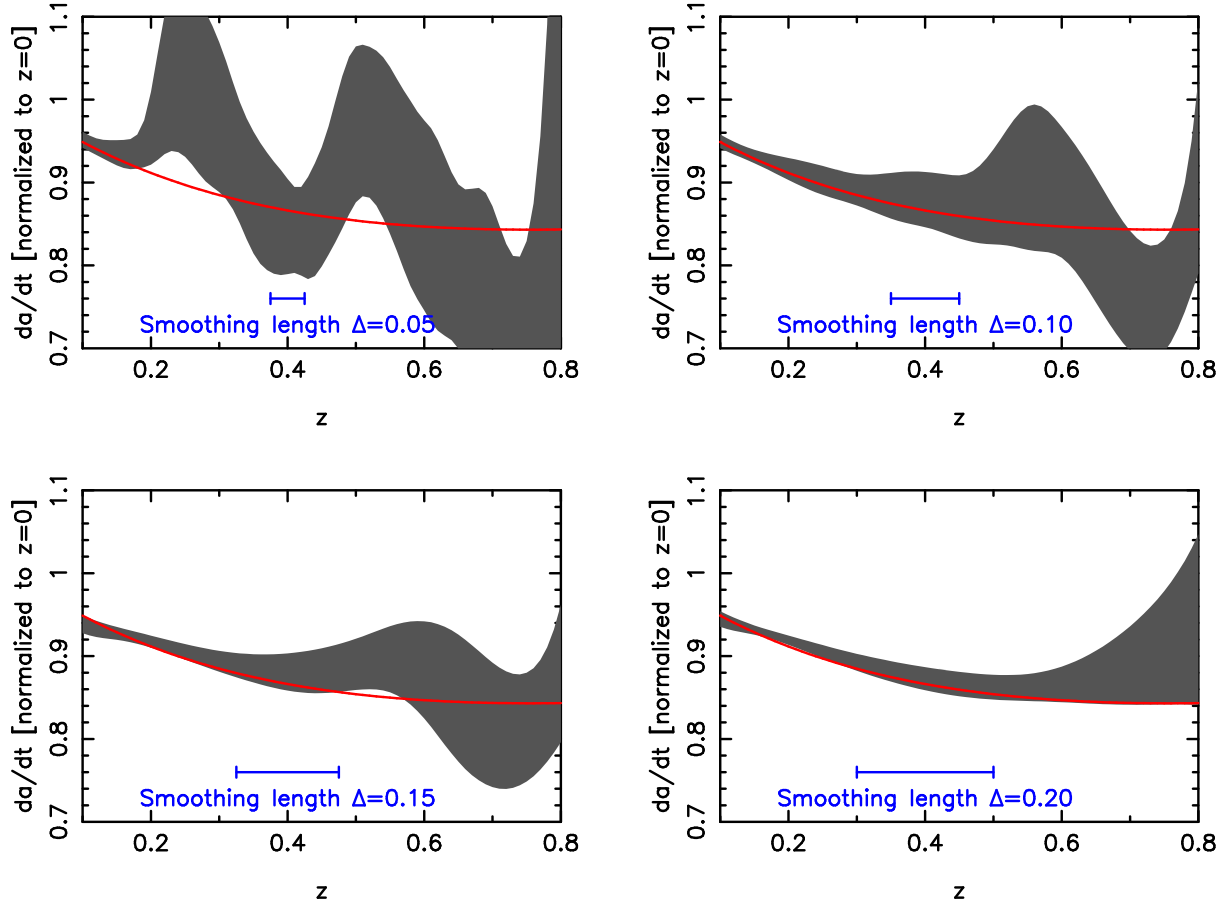 da/dt [normalized to z=0]
1.1
1
0.9
0.8
0.7
Smoothing length Δ=0.05
0.2 0.4 0.6 0.8
z
da/dt [normalized to z=0]
1.1
1
0.9
0.8
0.7
Smoothing length Δ=0.10
0.2 0.4 0.6 0.8
z
da/dt [normalized to z=0]
1.1
1
0.9
0.8
0.7
Smoothing length Δ=0.15
0.2 0.4 0.6 0.8
z
da/dt [normalized to z=0]
1.1
1
0.9
0.8
0.7
Smoothing length Δ=0.20
0.2 0.4 0.6 0.8
z